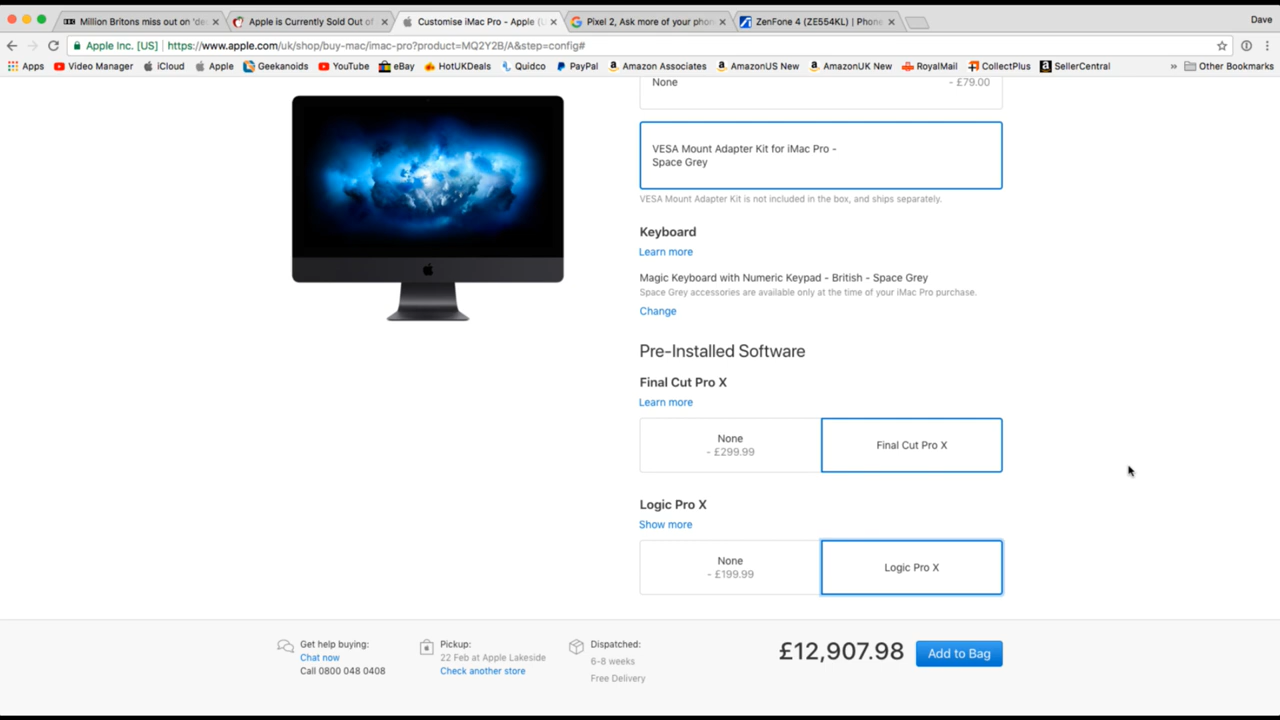 Million Britons miss out on 'de
Apple is Currently Sold Out of
Customise iMac Pro - Apple (
Pixel 2, Ask more of your phon
ZenFone 4 (ZE554KL) | Phone
Dave
Apple Inc. [US] | https://www.apple.com/uk/shop/buy-mac/imac-pro?product=MQ2Y2B/A&step=config#
Apps Video Manager iCloud Apple Geekanoids YouTube eBay HotUKDeals Quidco PayPal Amazon Associates AmazonUS New AmazonUK New RoyalMail CollectPlus SellerCentral » Other Bookmarks
None - £79.00
VESA Mount Adapter Kit for iMac Pro -
Space Grey
VESA Mount Adapter Kit is not included in the box, and ships separately.
Keyboard
Learn more
Magic Keyboard with Numeric Keypad - British - Space Grey
Space Grey accessories are available only at the time of your iMac Pro purchase.
Change
Pre-Installed Software
Final Cut Pro X
Learn more
None
- £299.99
Final Cut Pro X
Logic Pro X
Show more
None
- £199.99
Logic Pro X
Get help buying:
Chat now
Call 0800 048 0408
Pickup:
22 Feb at Apple Lakeside
Check another store
Dispatched:
6-8 weeks
Free Delivery
£12,907.98
Add to Bag